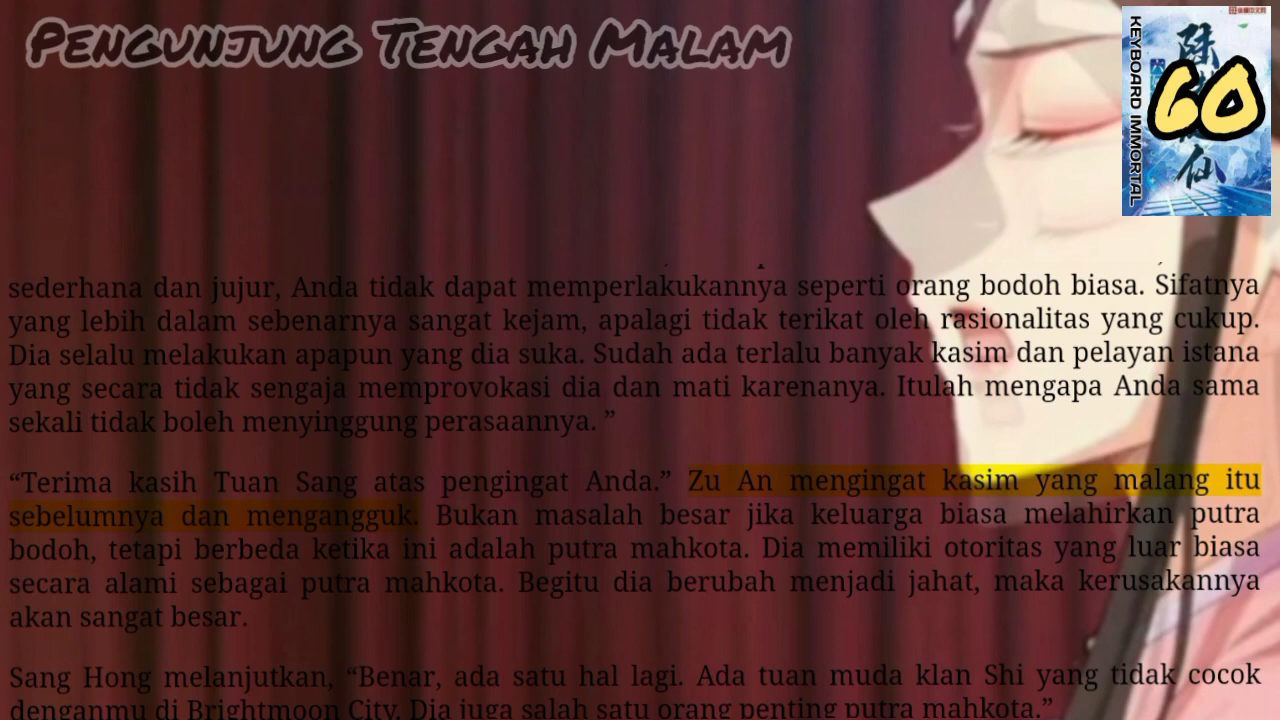 Pengunjung Tengah Malam
60
KEYBOARD IMMORTAL
仙
sederhana dan jujur, Anda tidak dapat memperlakukannya seperti orang bodoh biasa. Sifatnya
yang lebih dalam sebenarnya sangat kejam, apalagi tidak terikat oleh rasionalitas yang cukup.
Dia selalu melakukan apapun yang dia suka. Sudah ada terlalu banyak kasim dan pelayan istana
yang secara tidak sengaja memprovokasi dia dan mati karenanya. Itulah mengapa Anda sama
sekali tidak boleh menyinggung perasaannya. ”
“Terima kasih Tuan Sang atas pengingat Anda.” Zu An mengingat kasim yang malang itu
sebelumnya dan mengangguk. Bukan masalah besar jika keluarga biasa melahirkan putra
bodoh, tetapi berbeda ketika ini adalah putra mahkota. Dia memiliki otoritas yang luar biasa
secara alami sebagai putra mahkota. Begitu dia berubah menjadi jahat, maka kerusakannya
akan sangat besar.
Sang Hong melanjutkan, “Benar, ada satu hal lagi. Ada tuan muda klan Shi yang tidak cocok
denganmu di Brightmoon City. Dia juga salah satu orang penting putra mahkota.”